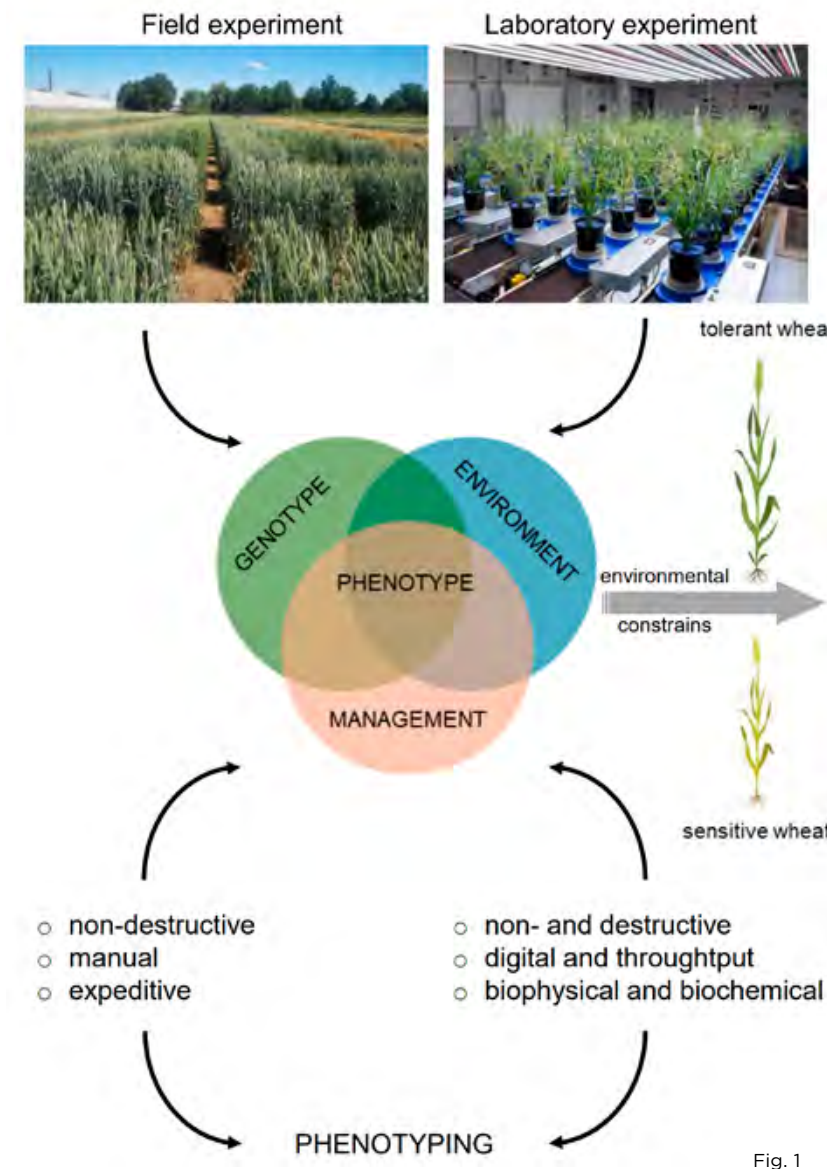 Field experiment
Laboratory experiment
tolerant whea
GENOTYPE
ENVIRONMENT
PHENOTYPE
MANAGEMENT
environmental
constrains
sensitive wheat
○ non-destructive
○ manual
○ expeditive
○ non- and destructive
○ digital and throughtput
○ biophysical and biochemical
PHENOTYPING
Fig. 1